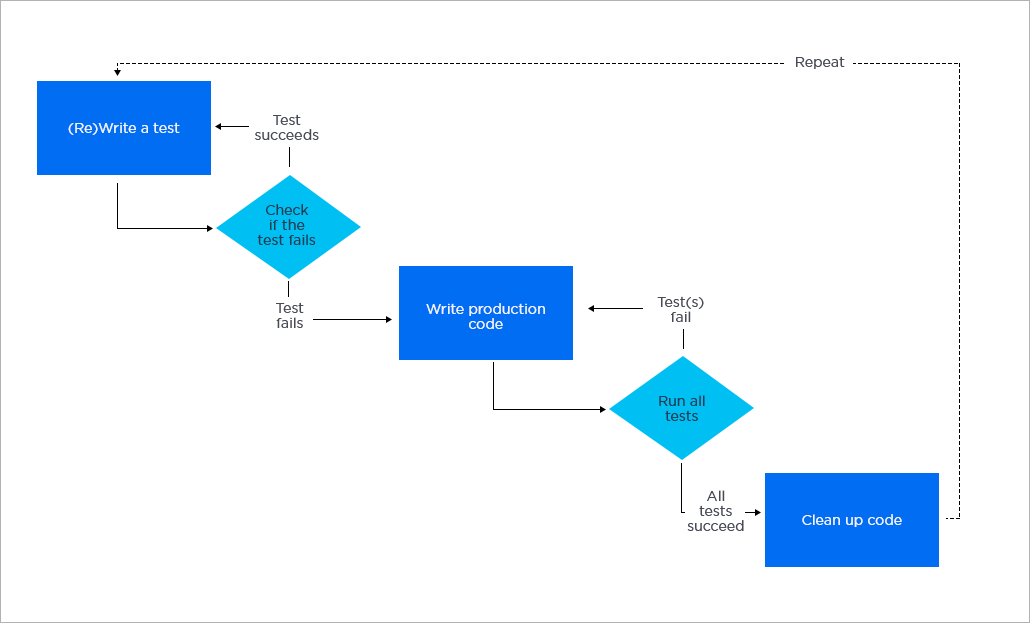 Repeat
(Re)Write a test
Test
succeeds
Check
if the
test fails
Test
fails
Write production
code
Test(s)
fail
Run all
tests
All
tests
succeed
Clean up code